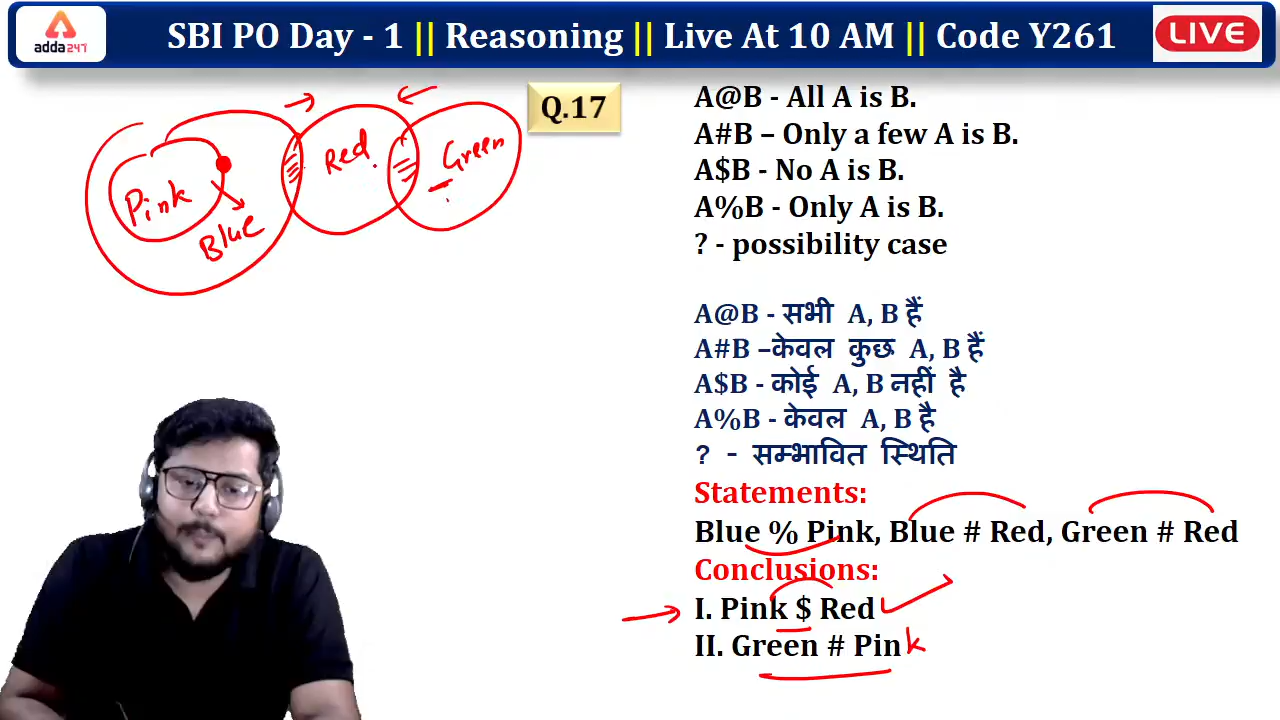 adda247
SBI PO Day - 1 || Reasoning || Live At 10 AM || Code Y261
LIVE
Q.17
Pink
Blue
Red
Green
A@B - All A is B.
A#B – Only a few A is B.
A$B - No A is B.
A%B - Only A is B.
? - possibility case
A@B - सभी A, B हैं
A#B –केवल कुछ A, B हैं
A$B - कोई A, B नहीं है
A%B - केवल A, B है
? - सम्भावित स्थिति
Statements:
Blue % Pink, Blue # Red, Green # Red
Conclusions:
I. Pink $ Red
II. Green # Pink